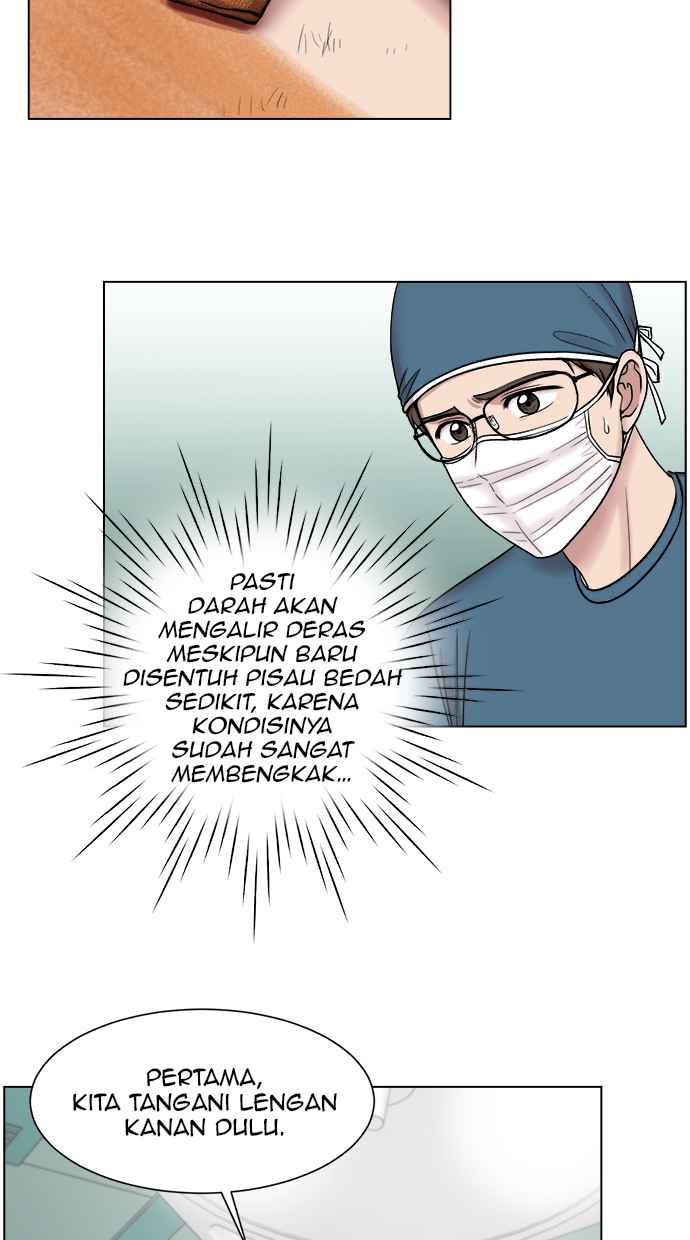 PASTI
DARAH AKAN
MENGALIR DERAS
MESKIPUN BARU
DISENTUH PISAU BEDAH
SEDIKIT, KARENA
KONDISINYA
SUDAH SANGAT
MEMBENGKAK...
PERTAMA,
KITA TANGANI LENGAN
KANAN DULU.